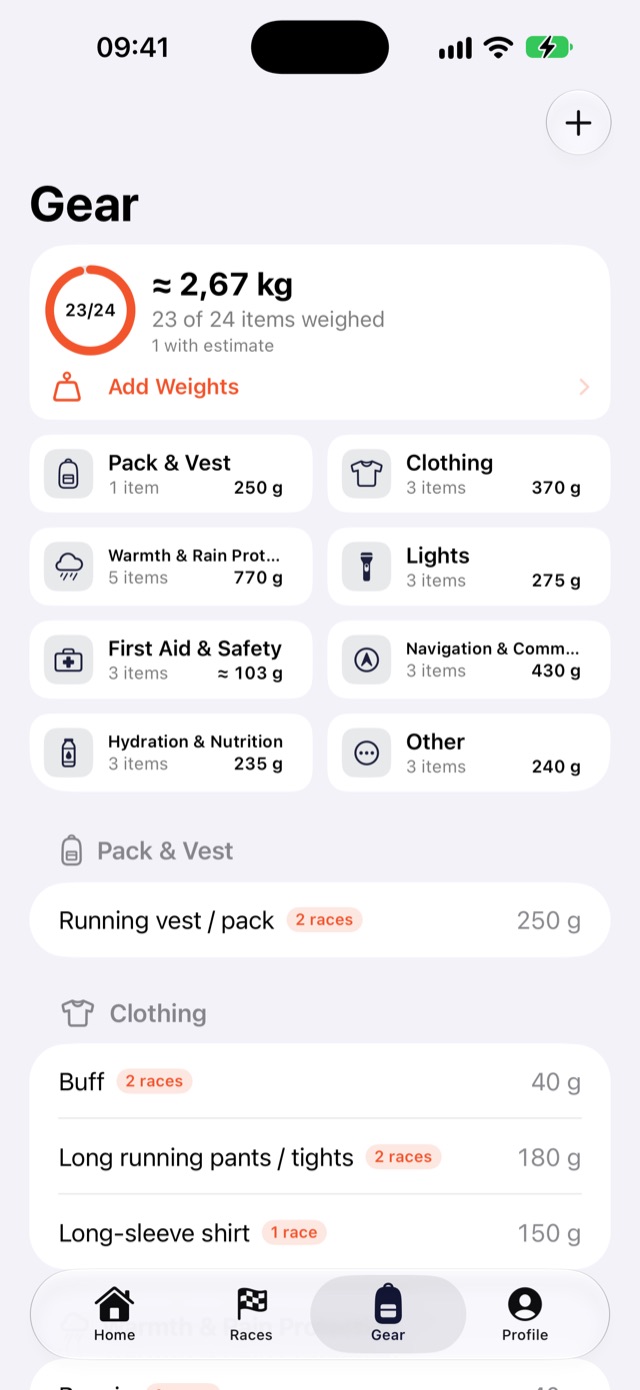 09:41
Gear
23/24
≈ 2,67 kg
23 of 24 items weighed
1 with estimate
Add Weights
Pack & Vest
1 item 250 g
Clothing
3 items 370 g
Warmth & Rain Prot...
5 items 770 g
Lights
3 items 275 g
First Aid & Safety
3 items ≈ 103 g
Navigation & Comm...
3 items 430 g
Hydration & Nutrition
3 items 235 g
Other
3 items 240 g
Pack & Vest
Running vest / pack 2 races 250 g
Clothing
Buff 2 races 40 g
Long running pants / tights 2 races 180 g
Long-sleeve shirt 1 race 150 g
Home Races Gear Profile